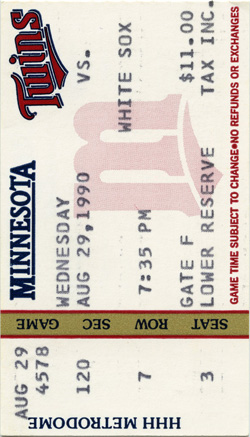 MINNESOTA Twins
WEDNESDAY VS.
AUG 29,1990
7:35 PM WHITE SOX
GATE F $11.00
LOWER RESERVE TAX INC.
GAME TIME SUBJECT TO CHANGE•NO REFUNDS OR EXCHANGES
GAME SEC ROW SEAT
AUG 29
4578 120 7 3
HHH METRODOME
m